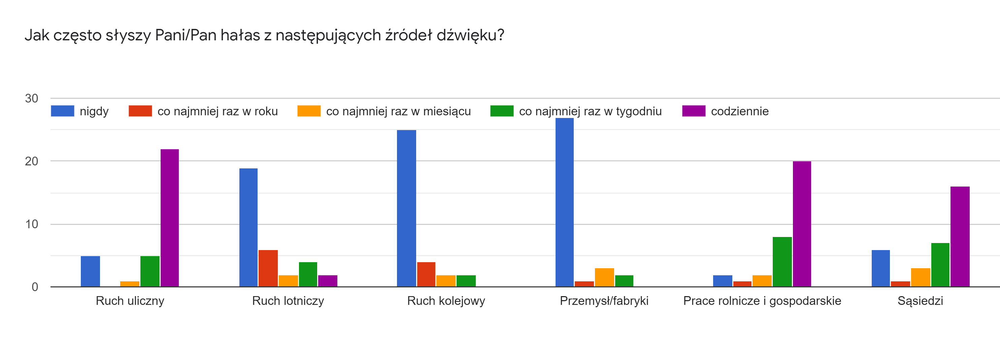 Jak często słyszy Pani/Pan hałas z następujących źródeł dźwięku?
30
nigdy co najmniej raz w roku co najmniej raz w miesiącu co najmniej raz w tygodniu codziennie
20
10
0
Ruch uliczny Ruch lotniczy Ruch kolejowy Przemysł/fabryki Prace rolnicze i gospodarskie Sąsiedzi